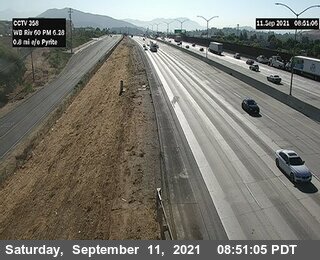 CCTV 358
WB Riv 60 PM 6.28
0.8 mi e/o Pyrite
11 Sep 2021
08:51:06
Saturday, September 11, 2021 08:51:05 PDT